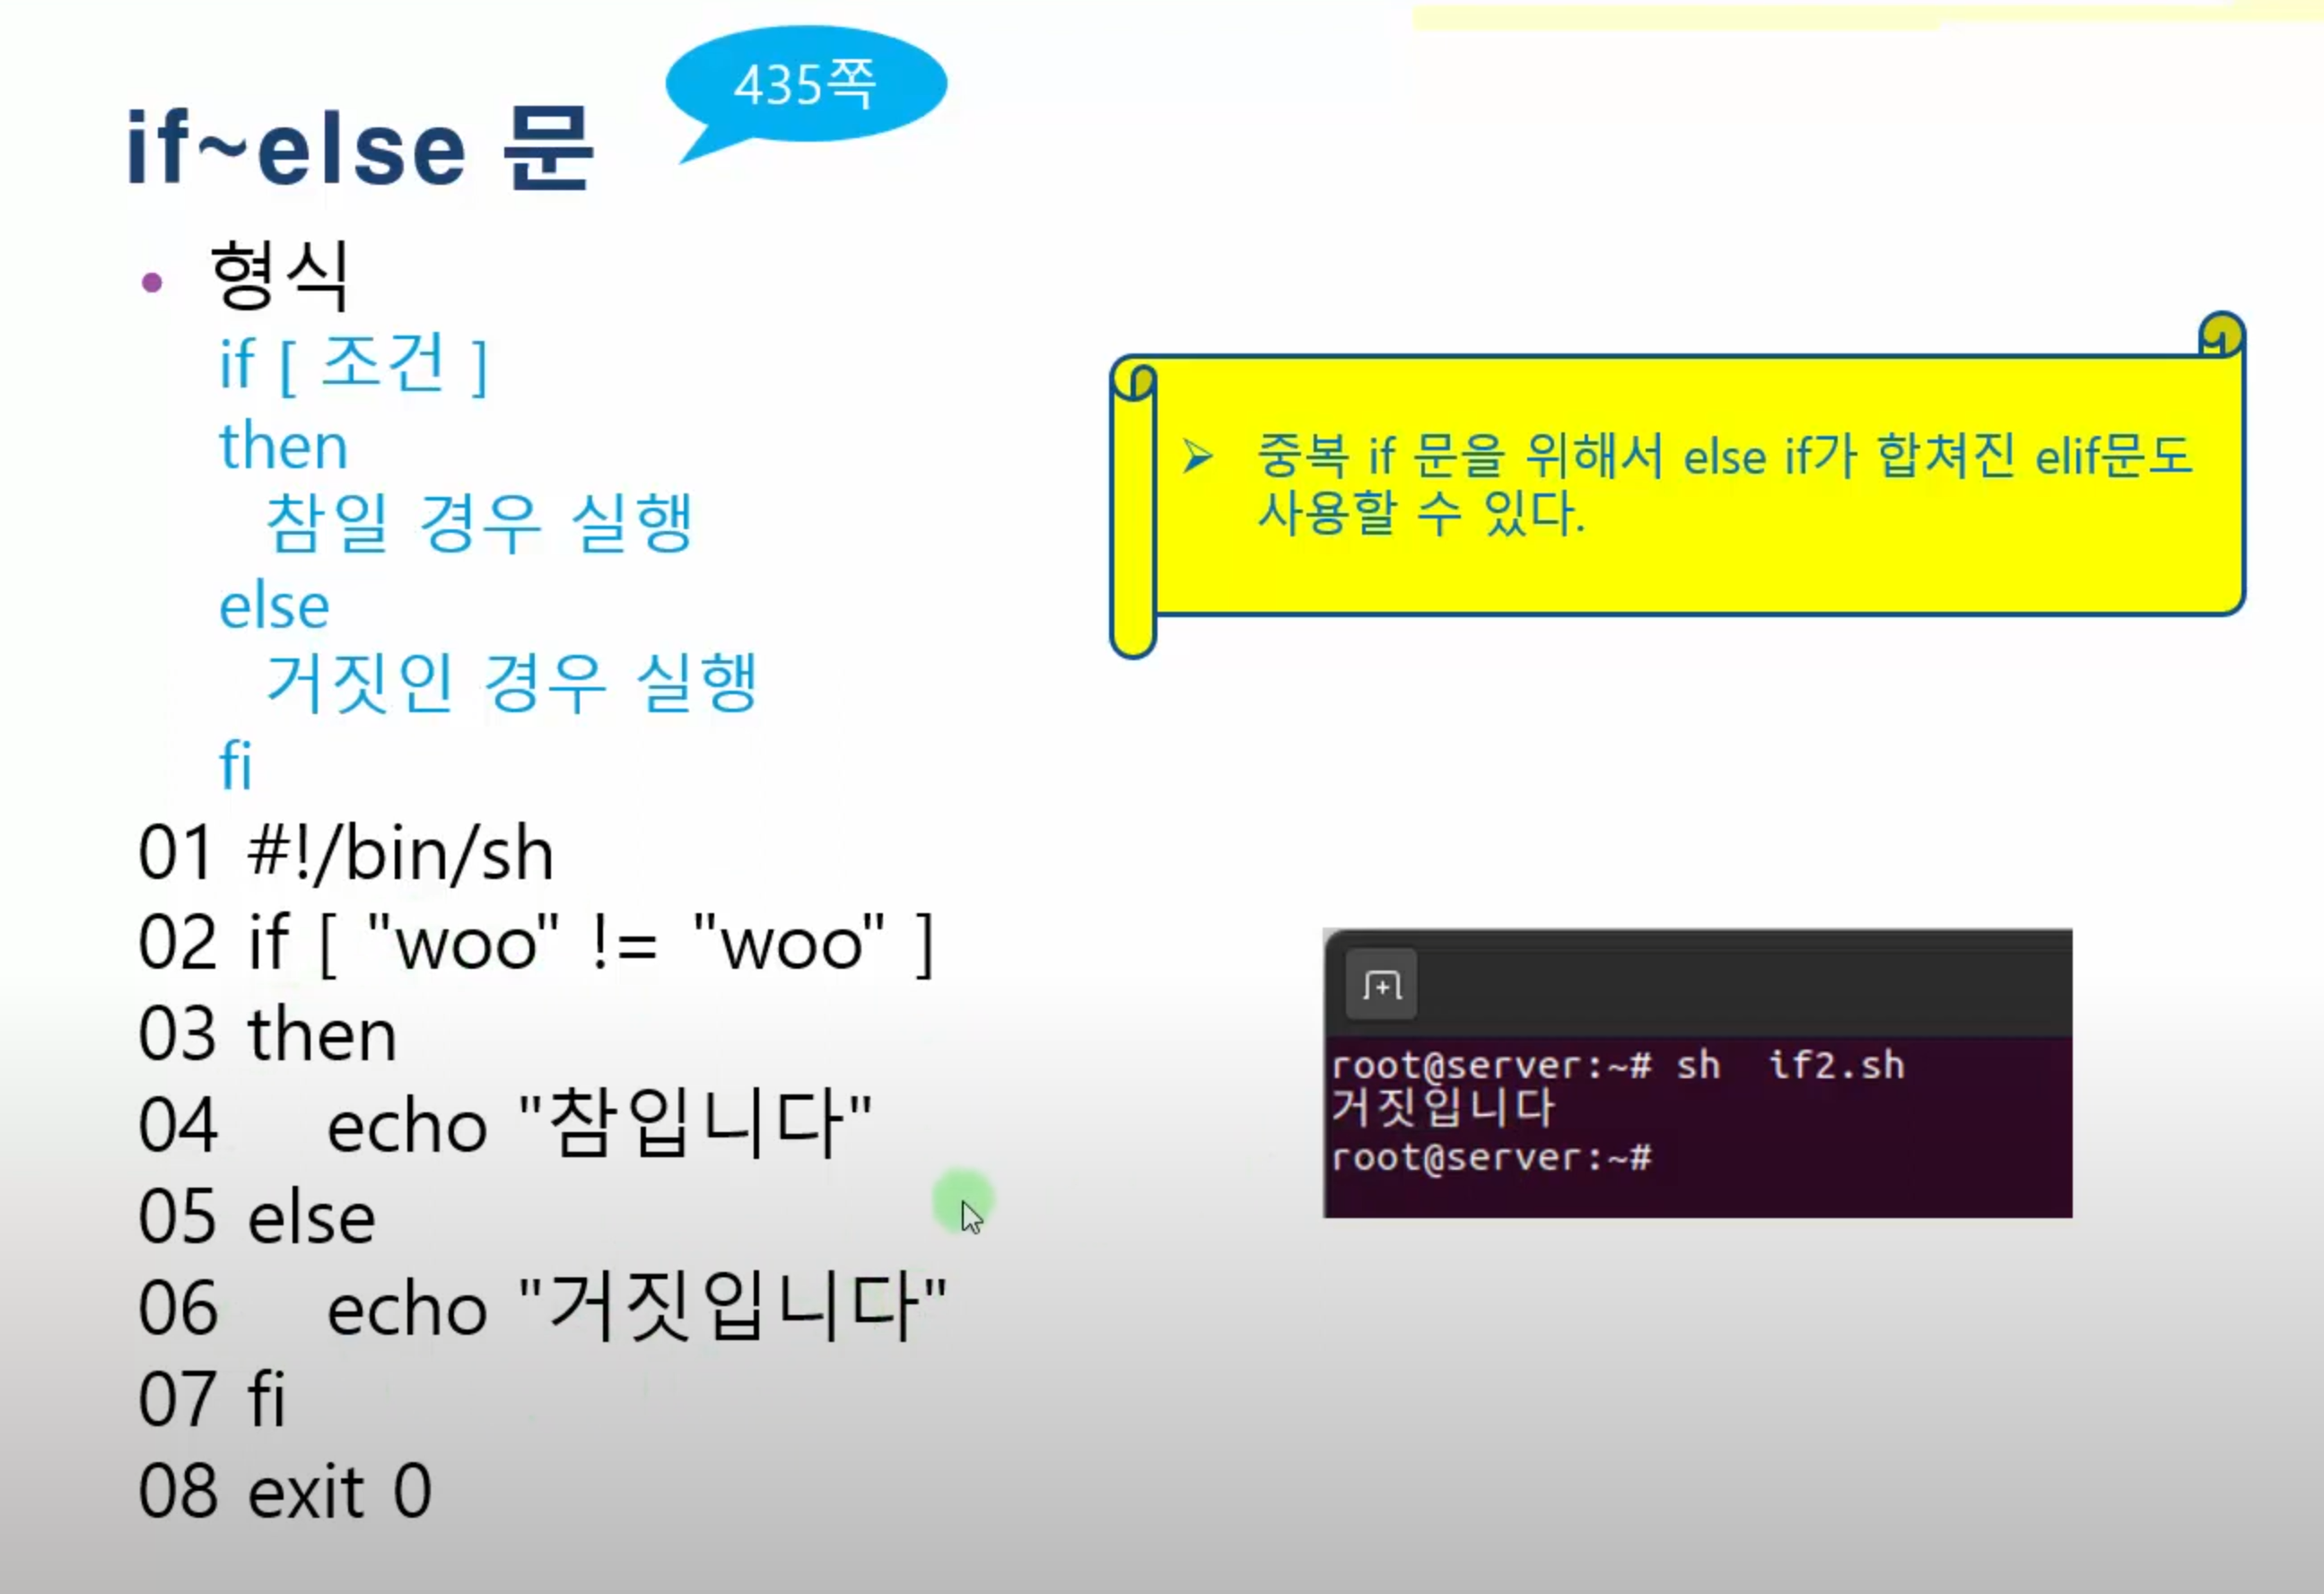 435쪽
if~else 문
• 형식
if [ 조건 ]
then
참일 경우 실행
else
거짓인 경우 실행
fi
➢ 중복 if 문을 위해서 else if가 합쳐진 elif문도
사용할 수 있다.
01 #!/bin/sh
02 if [ "woo" != "woo" ]
03 then
04 echo "참입니다"
05 else
06 echo "거짓입니다"
07 fi
08 exit 0
root@server:~# sh  if2.sh
거짓입니다
root@server:~#